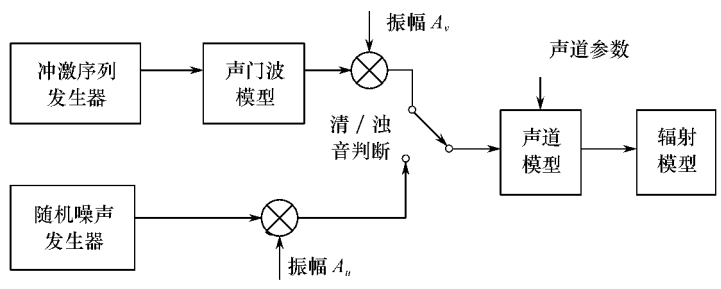 振幅 Av
冲激序列
发生器
声门波
模型
声道参数
清 / 浊
音判断
声道
模型
辐射
模型
随机噪声
发生器
振幅 Au